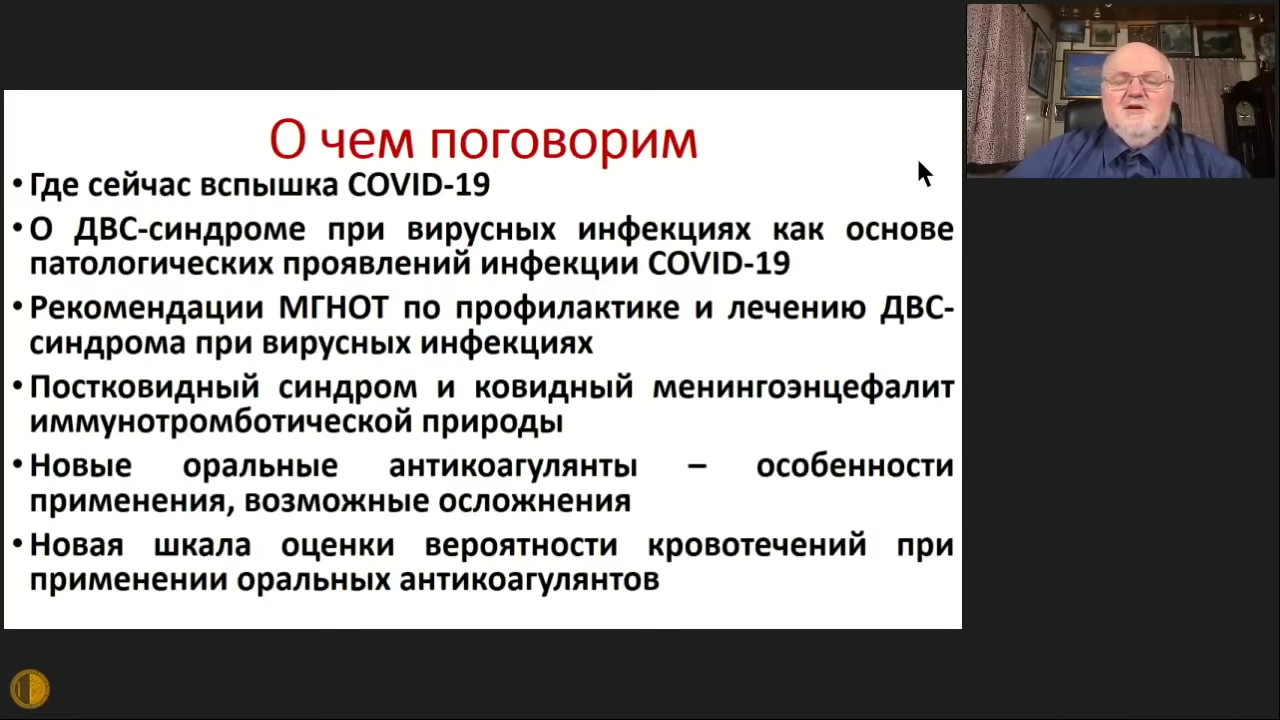 О чем поговорим
• Где сейчас вспышка COVID-19
• О ДВС-синдроме при вирусных инфекциях как основе
патологических проявлений инфекции COVID-19
• Рекомендации МГНОТ по профилактике и лечению ДВС-
синдрома при вирусных инфекциях
• Постковидный синдром и ковидный менингоэнцефалит
иммунотромботической природы
• Новые оральные антикоагулянты – особенности
применения, возможные осложнения
• Новая шкала оценки вероятности кровотечений при
применении оральных антикоагулянтов